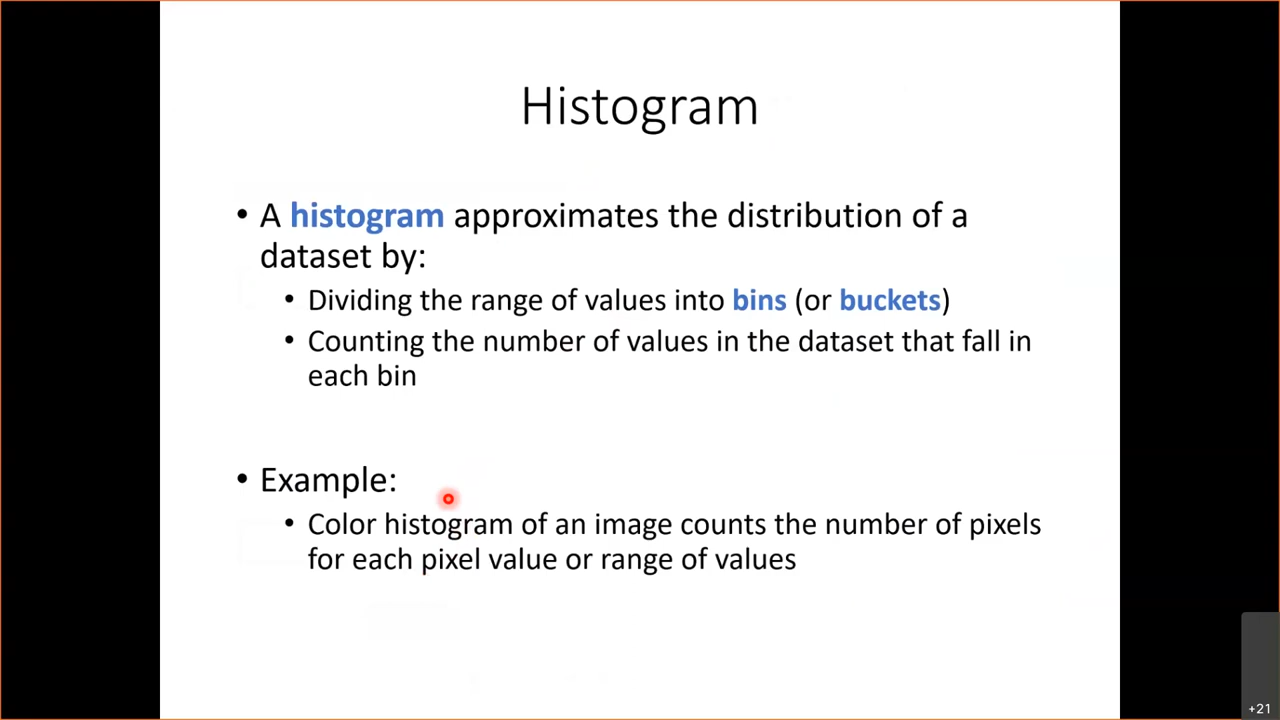 Histogram
• A histogram approximates the distribution of a
dataset by:
• Dividing the range of values into bins (or buckets)
• Counting the number of values in the dataset that fall in
each bin
• Example:
• Color histogram of an image counts the number of pixels
for each pixel value or range of values
+21